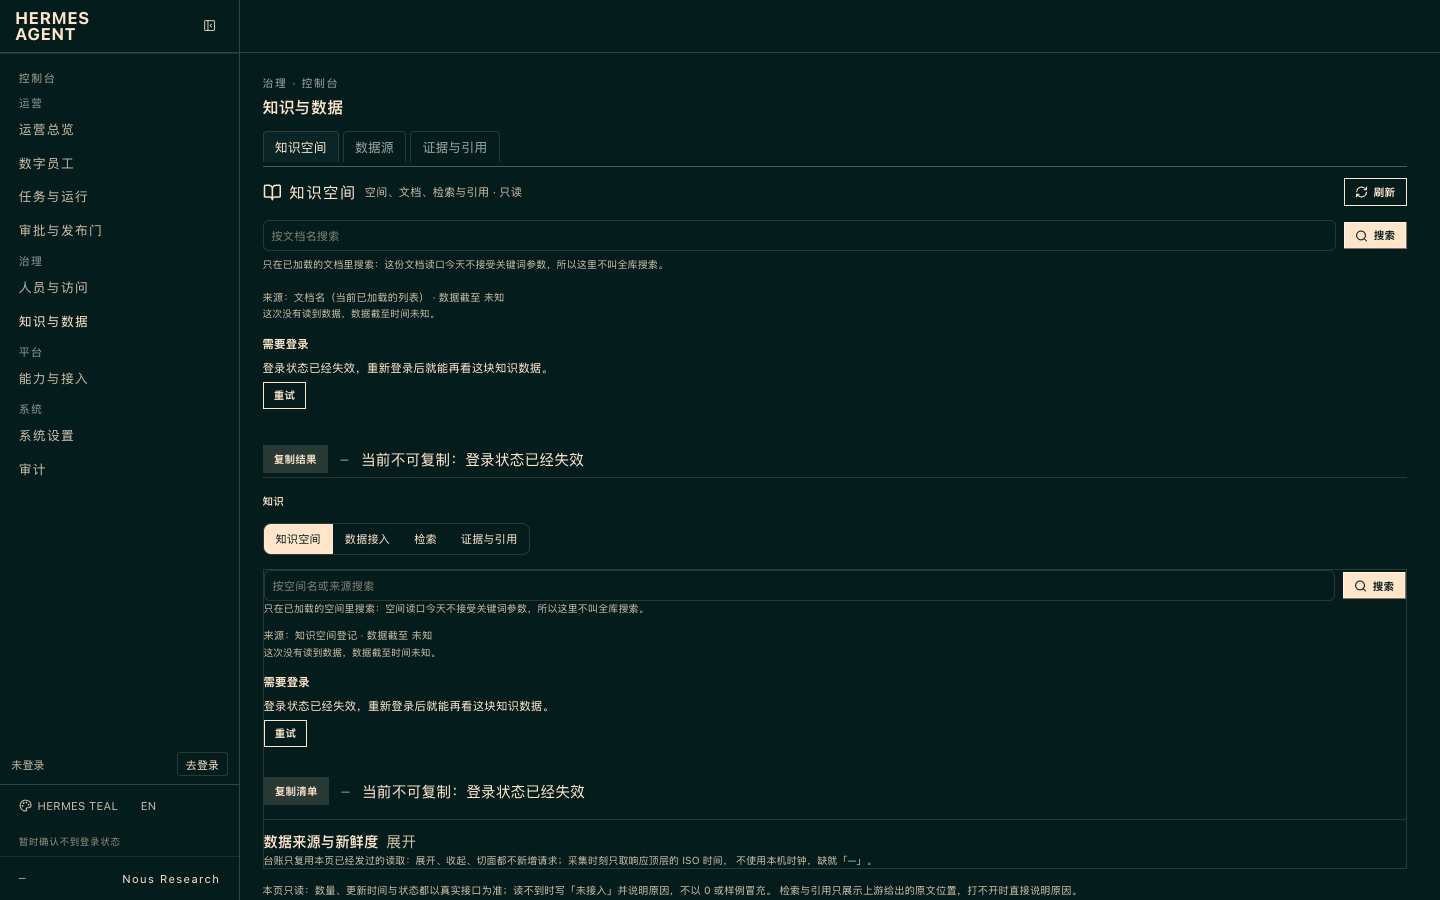 HERMES
AGENT
控制台
运营
运营总览
数字员工
任务与运行
审批与发布门
治理
人员与访问
知识与数据
平台
能力与接入
系统
系统设置
审计
未登录
去登录
HERMES TEAL
EN
暂时确认不到登录状态
—
Nous Research
治理 · 控制台
知识与数据
知识空间
数据源
证据与引用
知识空间 空间、文档、检索与引用 · 只读
刷新
按文档名搜索
搜索
只在已加载的文档里搜索：这份文档读口今天不接受关键词参数，所以这里不叫全库搜索。
来源：文档名（当前已加载的列表） · 数据截至 未知
这次没有读到数据，数据截至时间未知。
需要登录
登录状态已经失效，重新登录后就能再看这块知识数据。
重试
复制结果 — 当前不可复制：登录状态已经失效
知识
知识空间
数据接入
检索
证据与引用
按空间名或来源搜索
搜索
只在已加载的空间里搜索：空间读口今天不接受关键词参数，所以这里不叫全库搜索。
来源：知识空间登记 · 数据截至 未知
这次没有读到数据，数据截至时间未知。
需要登录
登录状态已经失效，重新登录后就能再看这块知识数据。
重试
复制清单 — 当前不可复制：登录状态已经失效
数据来源与新鲜度 展开
台账只复用本页已经发过的读取：展开、收起、切面都不新增请求；采集时刻只取响应顶层的 ISO 时间， 不使用本机时钟，缺就「—」。
本页只读：数量、更新时间与状态都以真实接口为准；读不到时写「未接入」并说明原因，不以 0 或样例冒充。 检索与引用只展示上游给出的原文位置，打不开时直接说明原因。